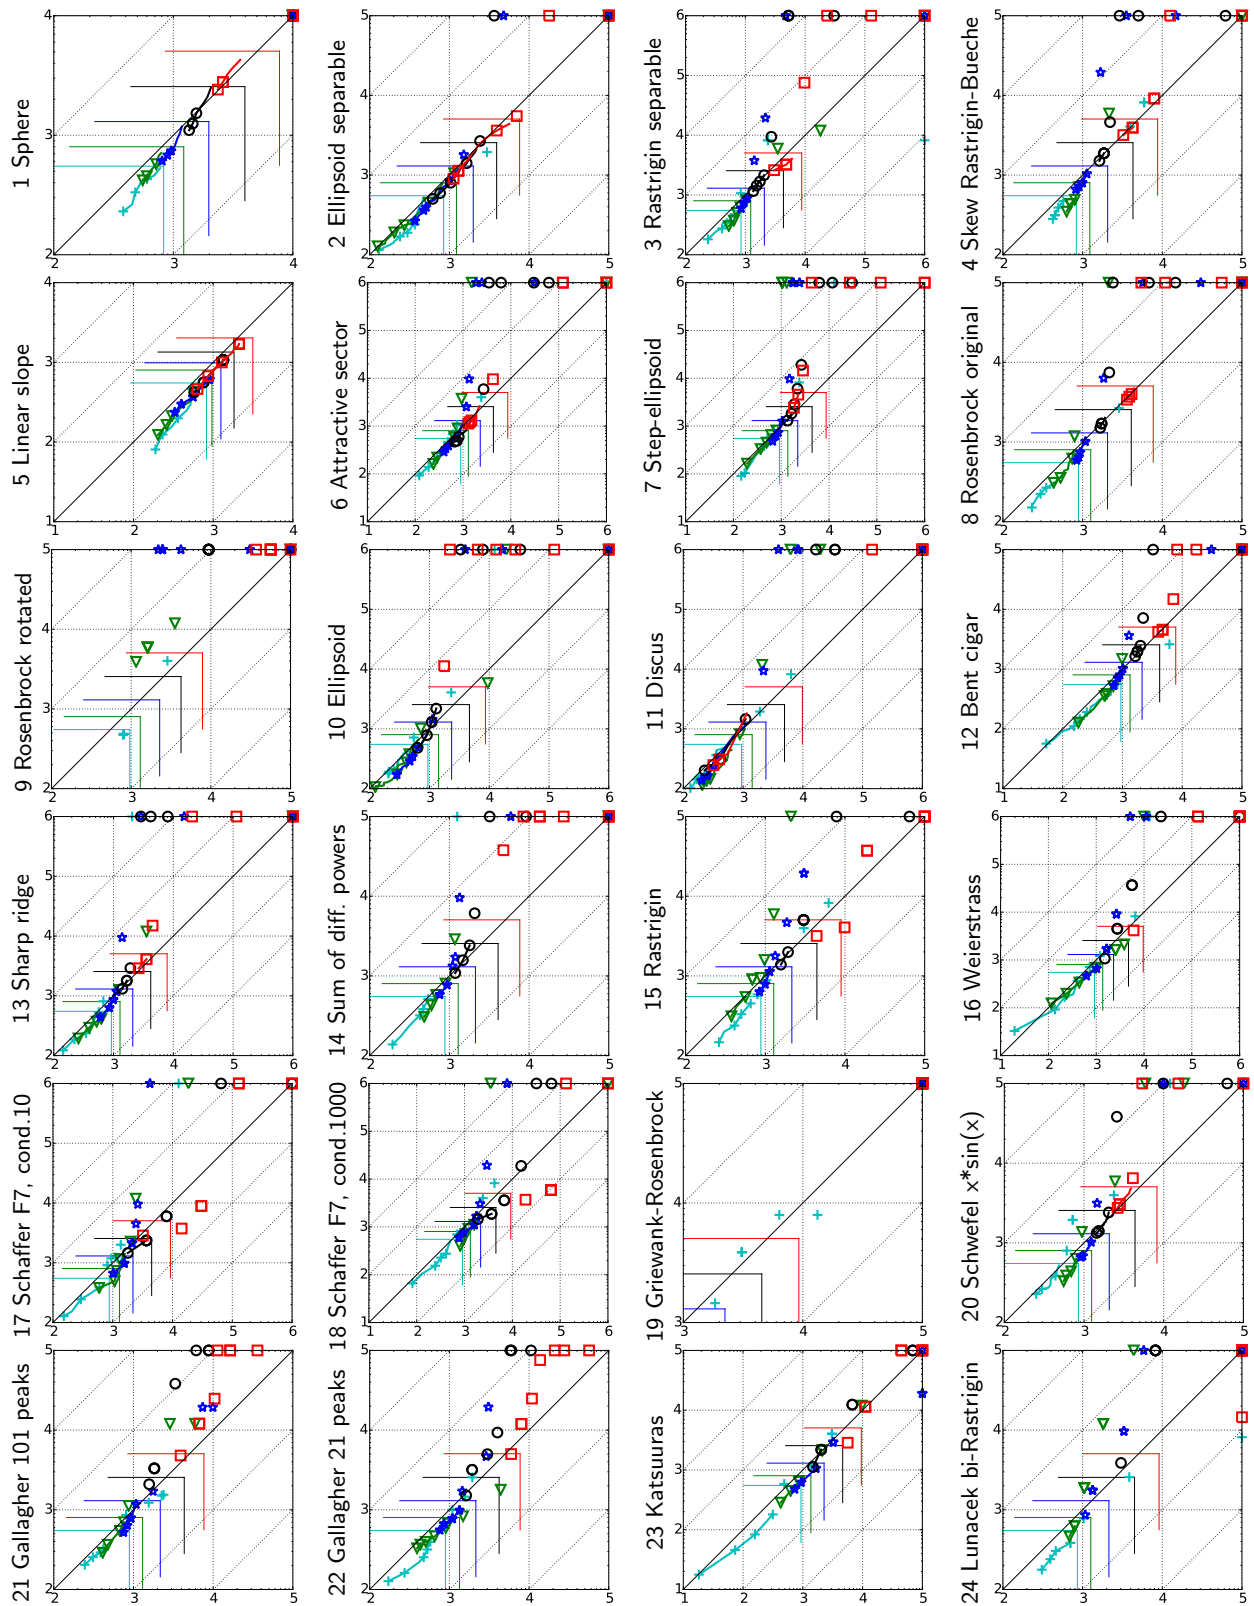 1 Sphere
2 Ellipsoid separable
3 Rastrigin separable
4 Skew Rastrigin-Bueche
5 Linear slope
6 Attractive sector
7 Step-ellipsoid
8 Rosenbrock original
9 Rosenbrock rotated
10 Ellipsoid
11 Discus
12 Bent cigar
13 Sharp ridge
14 Sum of diff. powers
15 Rastrigin
16 Weierstrass
17 Schaffer F7, cond.10
18 Schaffer F7, cond.1000
19 Griewank-Rosenbrock
20 Schwefel x*sin(x)
21 Gallagher 101 peaks
22 Gallagher 21 peaks
23 Katsuuras
24 Lunacek bi-Rastrigin